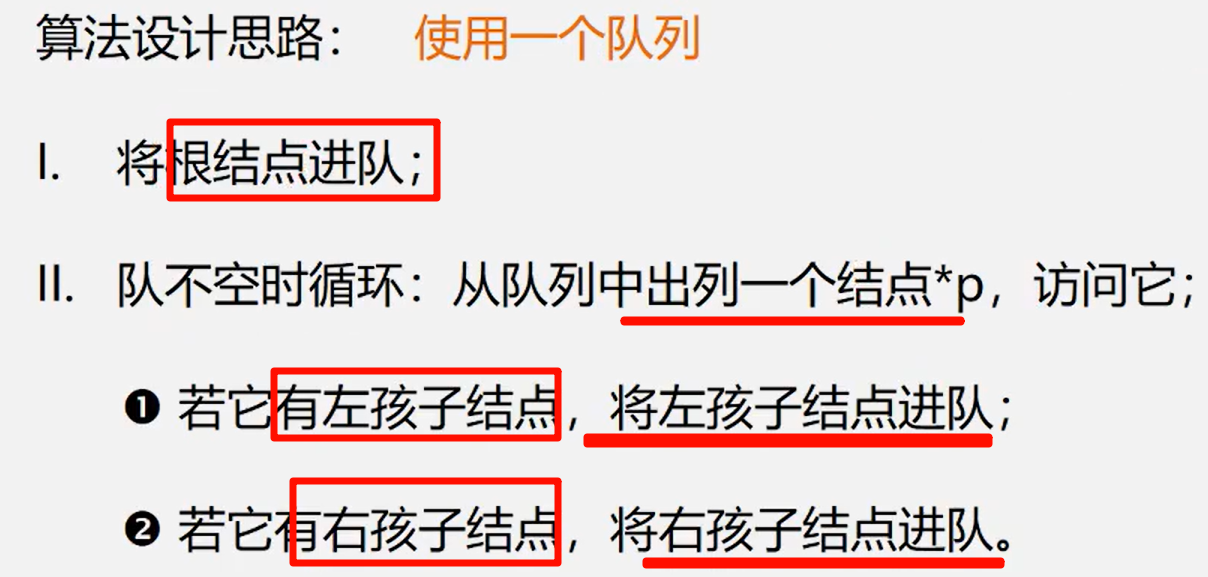 算法设计思路： 使用一个队列
I. 将根结点进队；
II. 队不空时循环：从队列中出列一个结点*p，访问它；
❶ 若它有左孩子结点，将左孩子结点进队；
❷ 若它有右孩子结点，将右孩子结点进队。